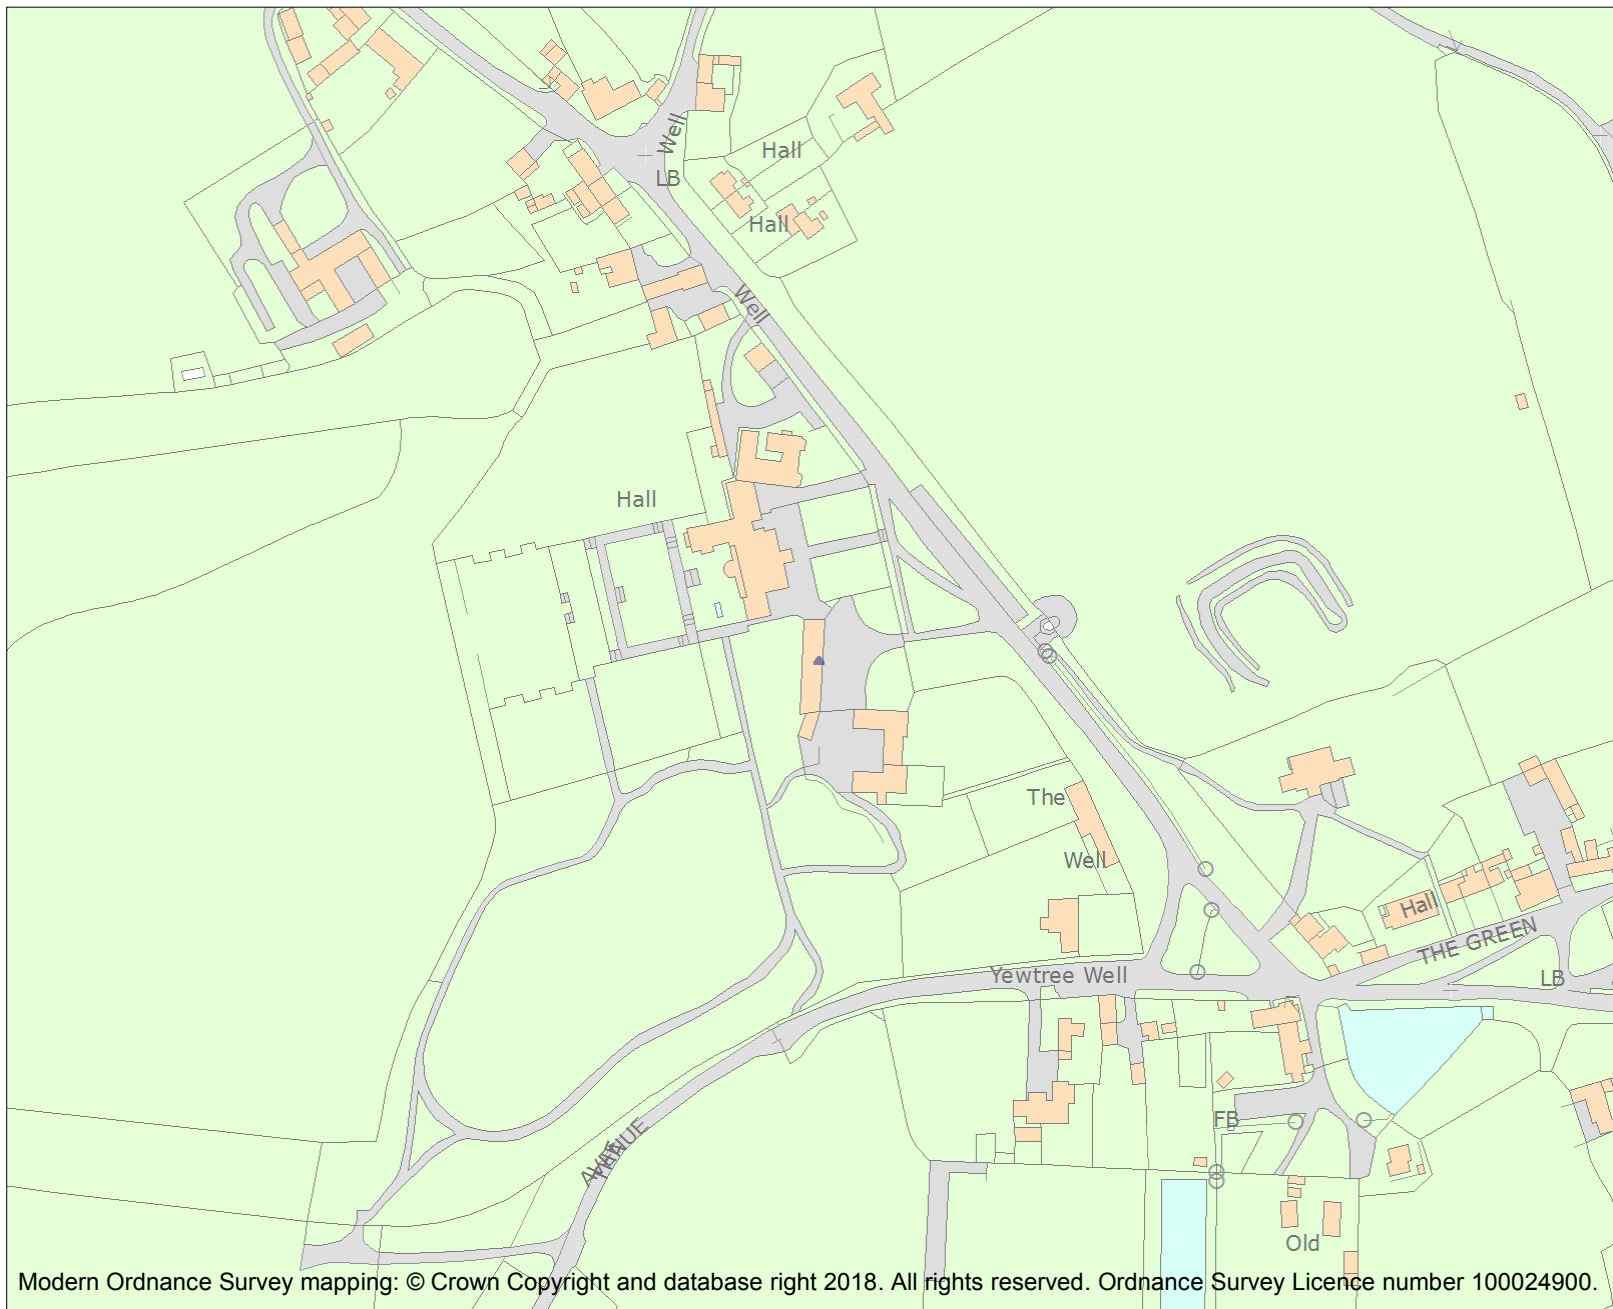 Well
Hall
LB
Hall
Well
Hall
The
Well
Hall
THE GREEN
Yewtree Well
LB
FB
AVENUE
Old
Modern Ordnance Survey mapping: © Crown Copyright and database right 2018. All rights reserved. Ordnance Survey Licence number 100024900.